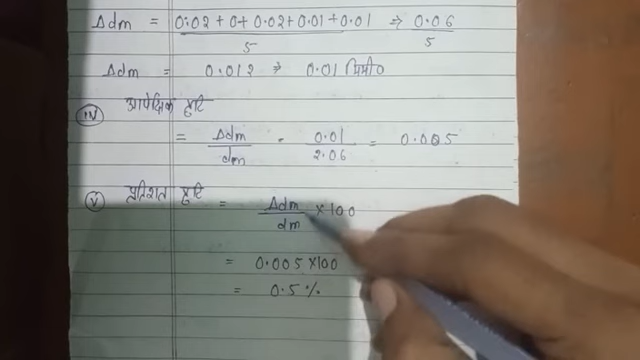 Δdm = 0.02 + 0 + 0.02 + 0.01 + 0.01 / 5 ⇒ 0.06 / 5
Δdm = 0.012 ⇒ 0.01 मिमी०
(iv) आपेक्षिक त्रुटि
= Δdm / dm = 0.01 / 2.06 = 0.005
(v) प्रतिशत त्रुटि = Δdm / dm × 100
= 0.005 × 100
= 0.5 %